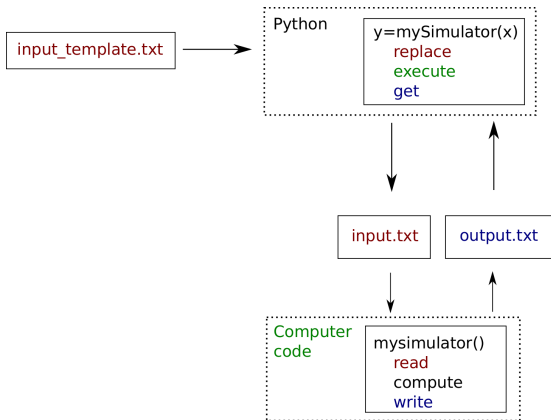 input_template.txt
Python
y=mySimulator(x)
replace
execute
get
input.txt
output.txt
Computer
code
mysimulator()
read
compute
write